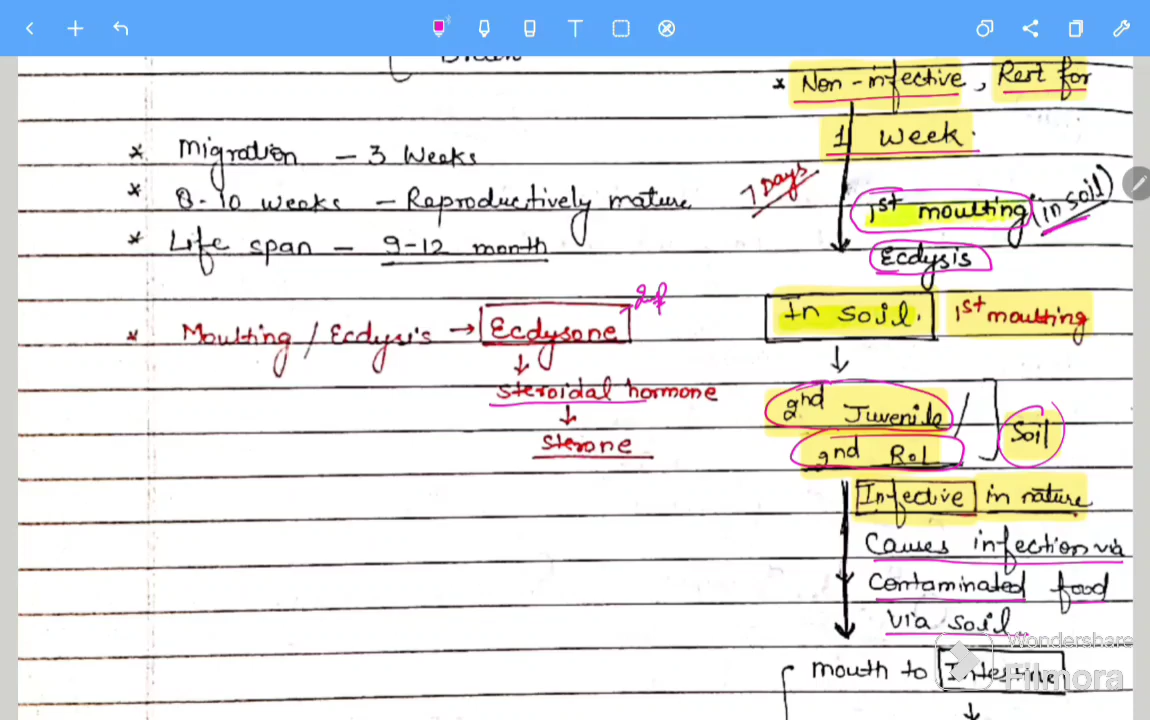 * Non-infective, Rest for
1 Week.
* Migration - 3 Weeks
* 8-10 weeks - Reproductively mature
* Life span - 9-12 month
7 Days
1st moulting (in soil)
Ecdysis
* Moulting / Ecdysis → Ecdysone
↓
Steroidal hormone
↓
Sterone
In soil. 1st moulting
↓
2nd Juvenile /
2nd R.L
Soil
Infective in nature
Causes infection via
Contaminated food
via soil.
mouth to Intestine
Wondershare
Filmora